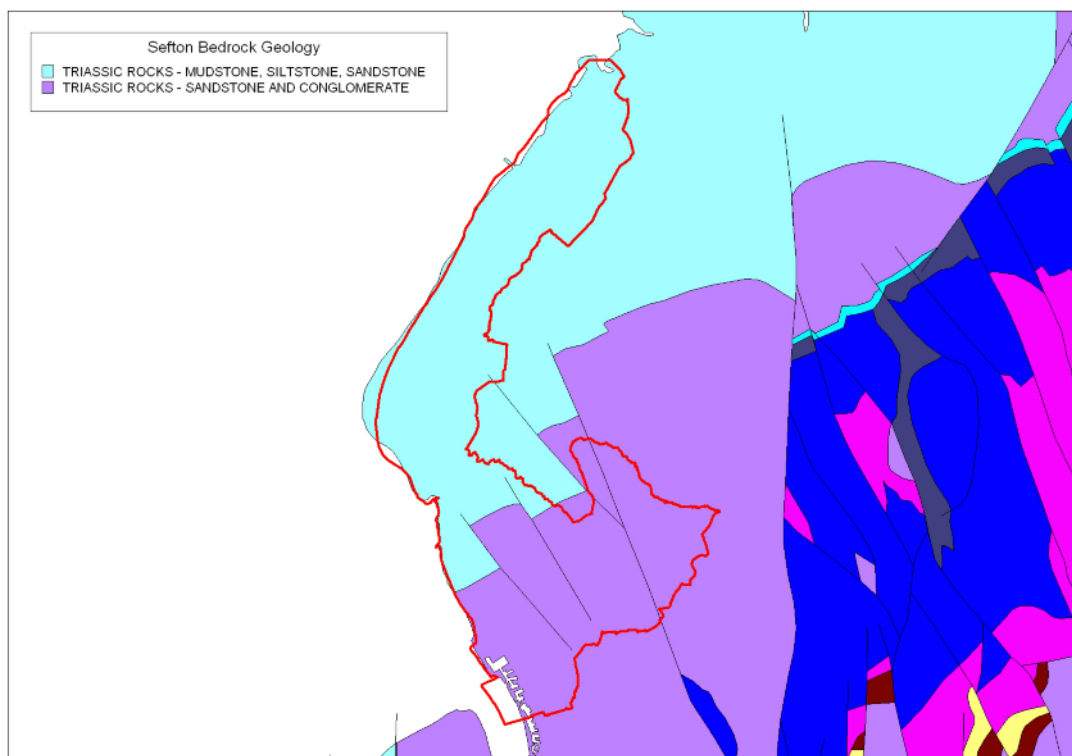 Sefton Bedrock Geology
TRIASSIC ROCKS - MUDSTONE, SILTSTONE, SANDSTONE
TRIASSIC ROCKS - SANDSTONE AND CONGLOMERATE